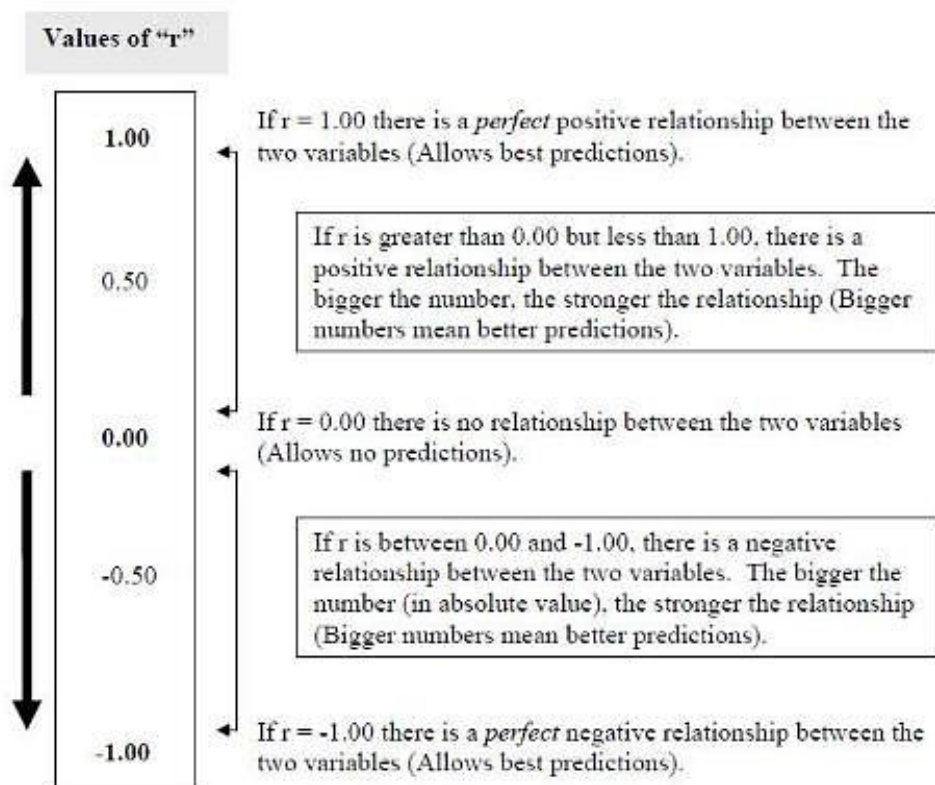 Values of “r”
1.00
If r = 1.00 there is a perfect positive relationship between the
two variables (Allows best predictions).
If r is greater than 0.00 but less than 1.00, there is a
positive relationship between the two variables. The
bigger the number, the stronger the relationship (Bigger
numbers mean better predictions).
0.50
If r = 0.00 there is no relationship between the two variables
(Allows no predictions).
0.00
If r is between 0.00 and -1.00, there is a negative
relationship between the two variables. The bigger the
number (in absolute value), the stronger the relationship
(Bigger numbers mean better predictions).
-0.50
If r = -1.00 there is a perfect negative relationship between the
two variables (Allows best predictions).
-1.00